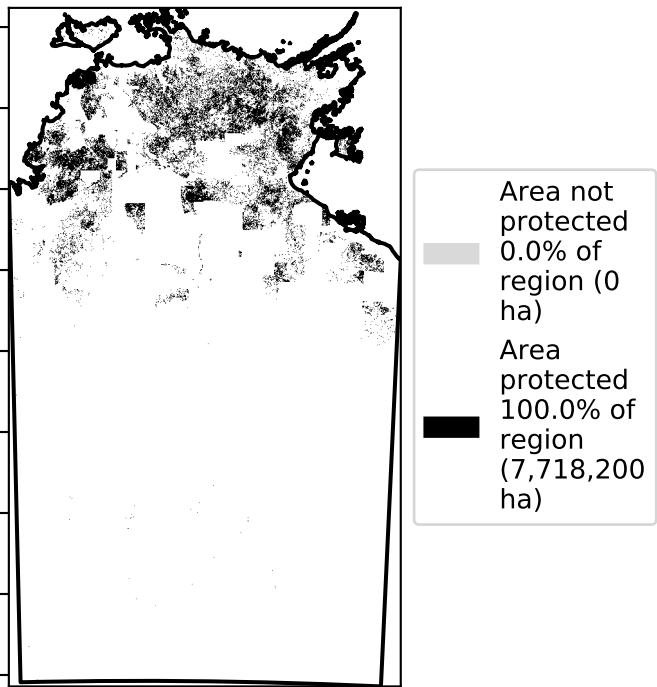 Area not
protected
0.0% of
region (0
ha)
Area
protected
100.0% of
region
(7,718,200
ha)